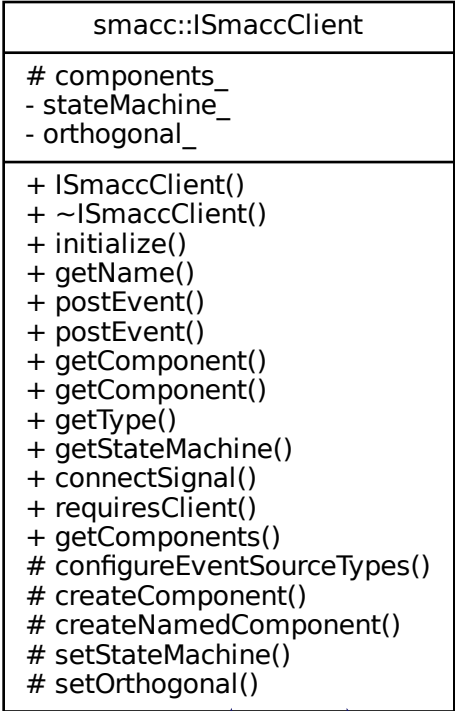 smacc::ISmaccClient
# components_
- stateMachine_
- orthogonal_
+ ISmaccClient()
+ ~ISmaccClient()
+ initialize()
+ getName()
+ postEvent()
+ postEvent()
+ getComponent()
+ getComponent()
+ getType()
+ getStateMachine()
+ connectSignal()
+ requiresClient()
+ getComponents()
# configureEventSourceTypes()
# createComponent()
# createNamedComponent()
# setStateMachine()
# setOrthogonal()